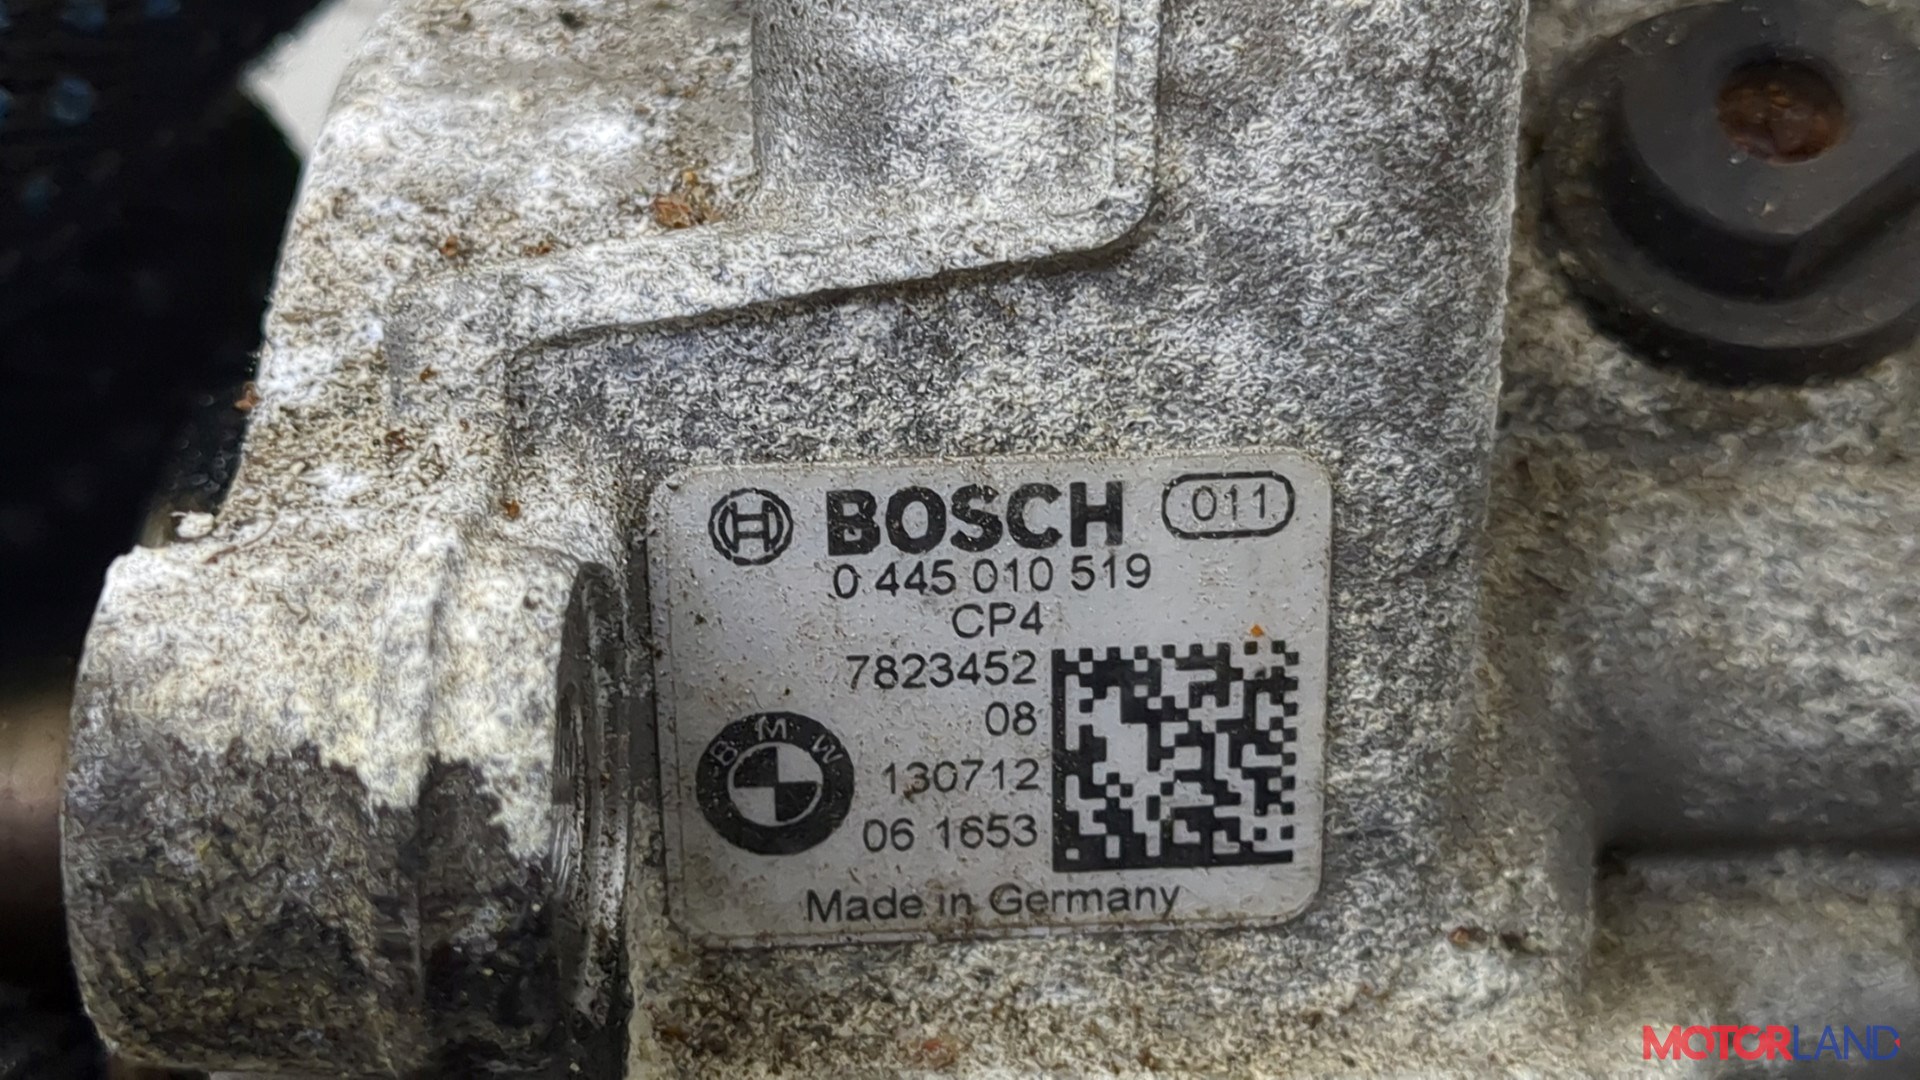 BOSCH 011
0 445 010 519
CP4
7823452
08
BMW
130712
06 1653
Made in Germany
MOTORLAND